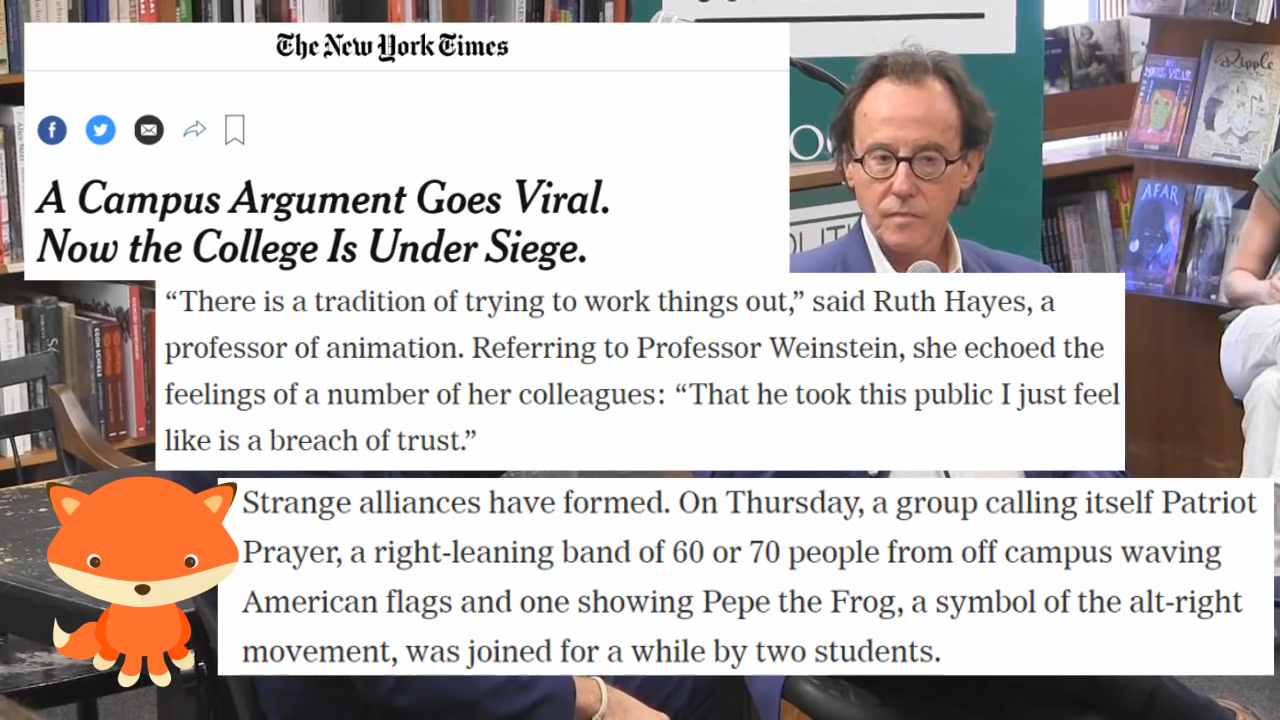 The New York Times
A Campus Argument Goes Viral.
Now the College Is Under Siege.
“There is a tradition of trying to work things out,” said Ruth Hayes, a
professor of animation. Referring to Professor Weinstein, she echoed the
feelings of a number of her colleagues: “That he took this public I just feel
like is a breach of trust.”
Strange alliances have formed. On Thursday, a group calling itself Patriot
Prayer, a right-leaning band of 60 or 70 people from off campus waving
American flags and one showing Pepe the Frog, a symbol of the alt-right
movement, was joined for a while by two students.
Ripple
AFAR